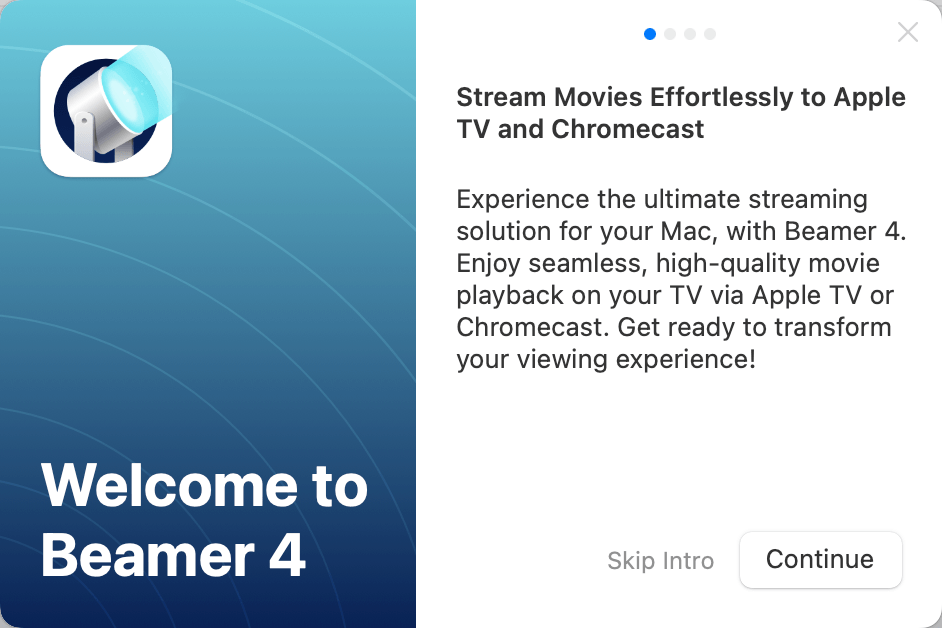 Welcome to
Beamer 4
Stream Movies Effortlessly to Apple
TV and Chromecast
Experience the ultimate streaming
solution for your Mac, with Beamer 4.
Enjoy seamless, high-quality movie
playback on your TV via Apple TV or
Chromecast. Get ready to transform
your viewing experience!
Skip Intro
Continue